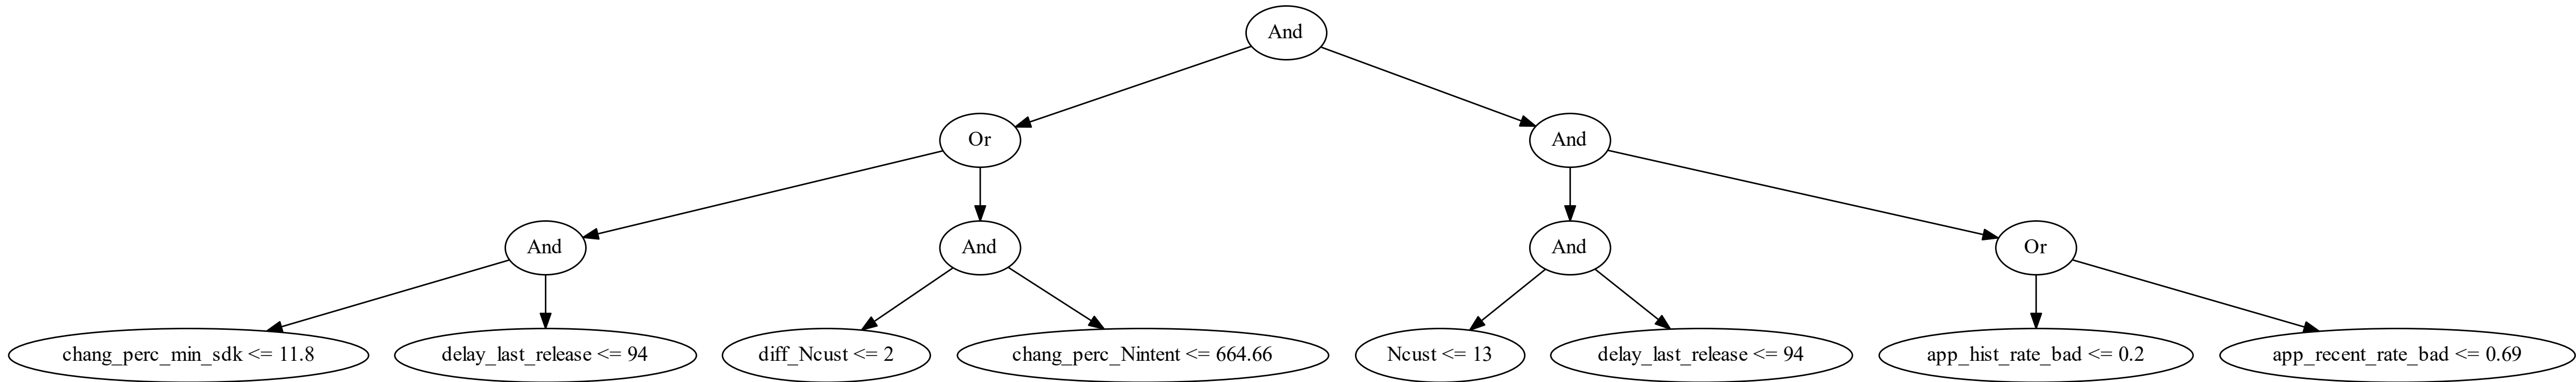 And
Or
And
And
And
And
Or
chang_perc_min_sdk <= 11.8
delay_last_release <= 94
diff_Ncust <= 2
chang_perc_Nintent <= 664.66
Ncust <= 13
delay_last_release <= 94
app_hist_rate_bad <= 0.2
app_recent_rate_bad <= 0.69